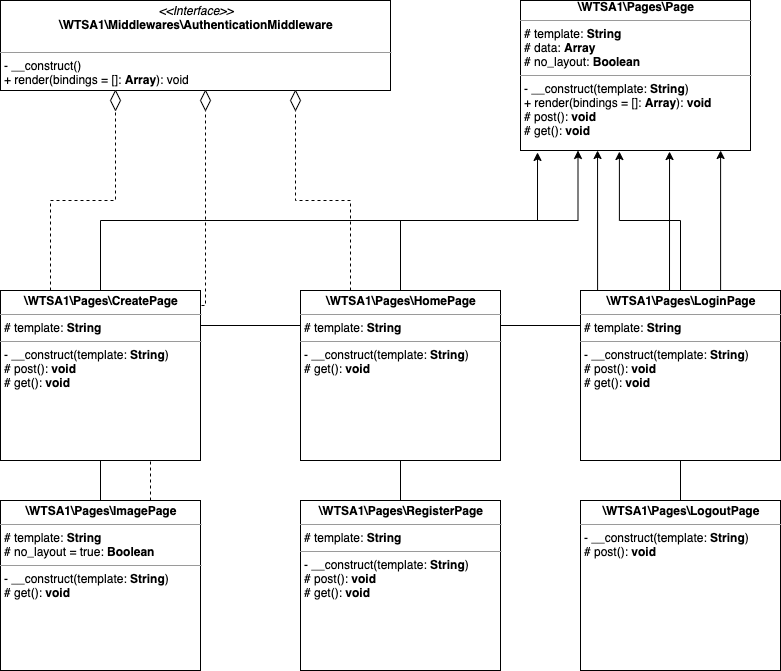 <<Interface>>
\WTSA1\Middlewares\AuthenticationMiddleware
- __construct()
+ render(bindings = []: Array): void
\WTSA1\Pages\Page
# template: String
# data: Array
# no_layout: Boolean
- __construct(template: String)
+ render(bindings = []: Array): void
# post(): void
# get(): void
\WTSA1\Pages\CreatePage
# template: String
- __construct(template: String)
# post(): void
# get(): void
\WTSA1\Pages\HomePage
# template: String
- __construct(template: String)
# get(): void
\WTSA1\Pages\LoginPage
# template: String
- __construct(template: String)
# post(): void
# get(): void
\WTSA1\Pages\ImagePage
# template: String
# no_layout = true: Boolean
- __construct(template: String)
# get(): void
\WTSA1\Pages\RegisterPage
# template: String
- __construct(template: String)
# post(): void
# get(): void
\WTSA1\Pages\LogoutPage
- __construct(template: String)
# post(): void